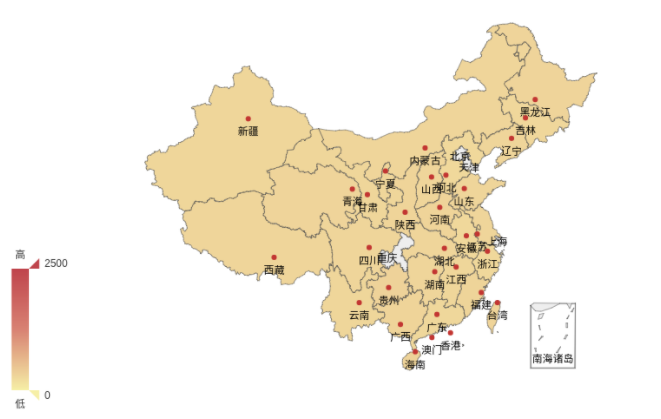 黑龙江
吉林
新疆
辽宁
内蒙古
北京
天津
宁夏
山西
河北
青海
甘肃
山东
陕西
河南
上海
江苏
安徽
高
2500
西藏
四川
重庆
湖北
浙江
湖南
江西
贵州
福建
云南
台湾
广东
广西
香港
澳门
南海诸岛
海南
0
低